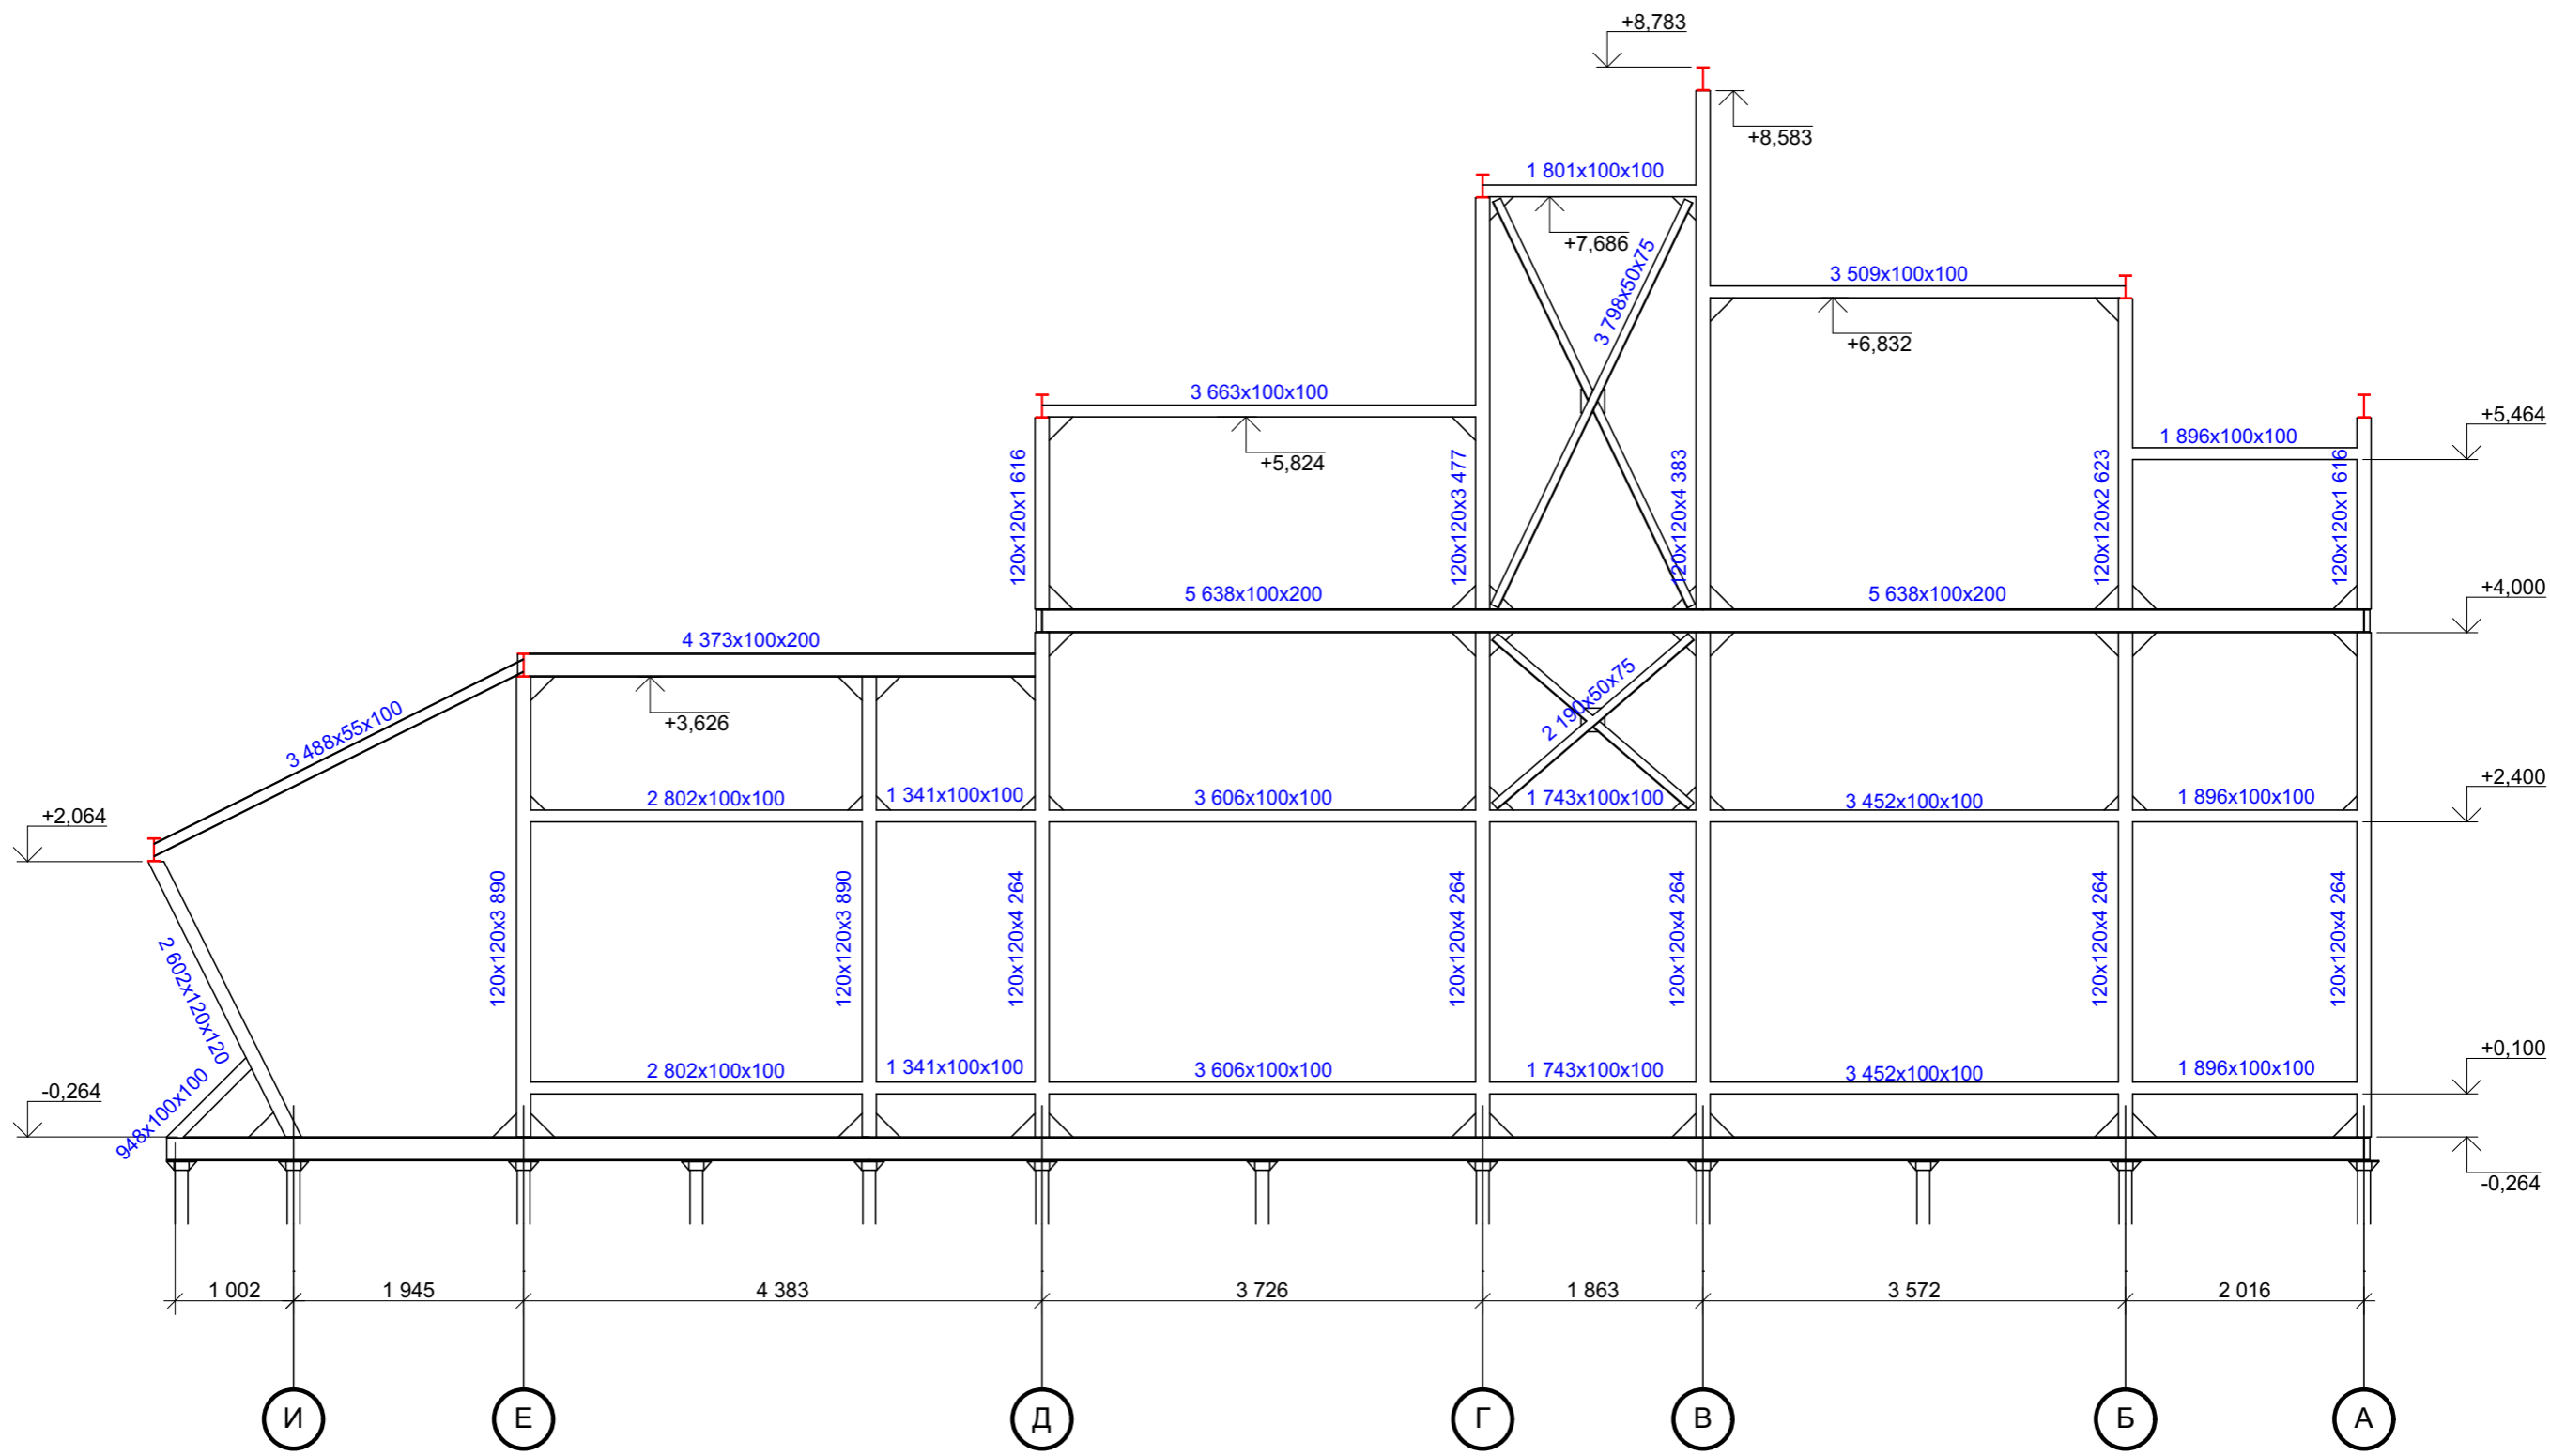 +8,783
+8,583
1 801x100x100
+7,686
3 798x50x75
3 509x100x100
+6,832
3 663x100x100
+5,824
+5,464
1 896x100x100
120x120x1 616
120x120x3 477
120x120x4 383
120x120x2 623
120x120x1 616
5 638x100x200
5 638x100x200
+4,000
4 373x100x200
+3,626
3 488x55x100
2 190x50x75
+2,400
2 802x100x100
1 341x100x100
3 606x100x100
1 743x100x100
3 452x100x100
1 896x100x100
+2,064
2 602x120x120
120x120x3 890
120x120x3 890
120x120x4 264
120x120x4 264
120x120x4 264
120x120x4 264
120x120x4 264
+0,100
2 802x100x100
1 341x100x100
3 606x100x100
1 743x100x100
3 452x100x100
1 896x100x100
-0,264
948x100x100
-0,264
1 002
1 945
4 383
3 726
1 863
3 572
2 016
И
Е
Д
Г
В
Б
А